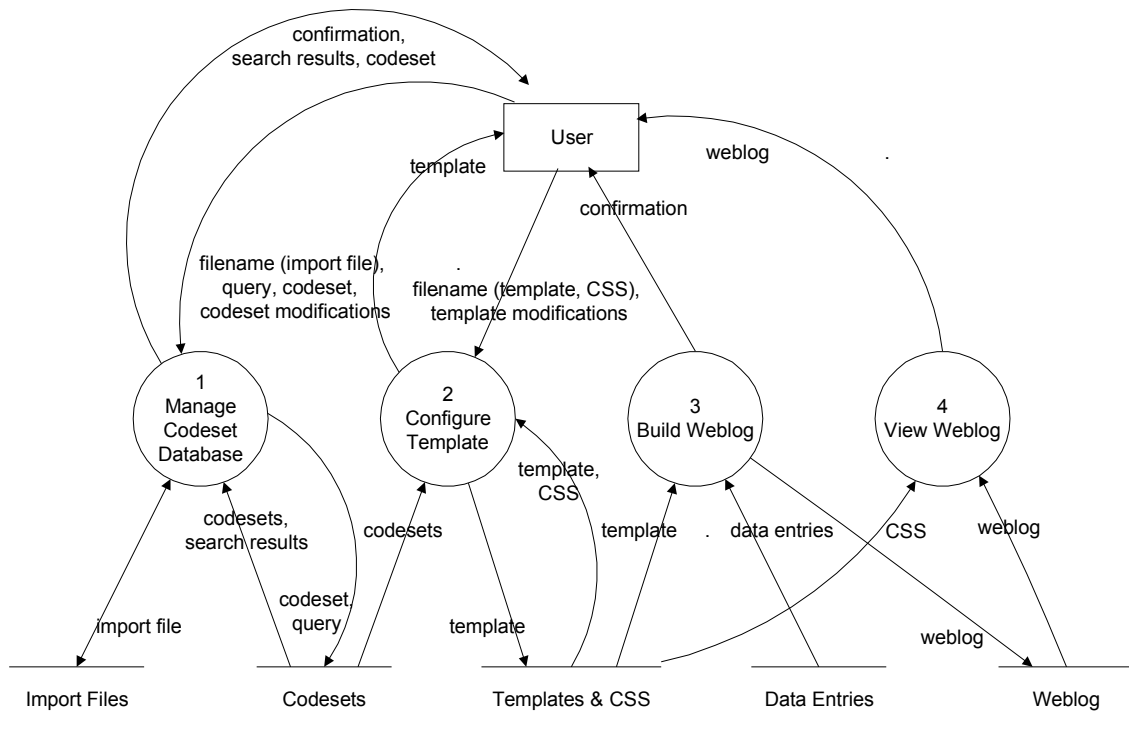 confirmation,
search results, codeset
User
template
weblog
.
confirmation
filename (import file),
query, codeset,
codeset modifications
.
filename (template, CSS),
template modifications
1
Manage
Codeset
Database
2
Configure
Template
3
Build Weblog
4
View Weblog
template,
CSS
codesets,
search results
codesets
template
.
data entries
CSS
weblog
codeset,
query
import file
template
weblog
Import Files
Codesets
Templates & CSS
Data Entries
Weblog